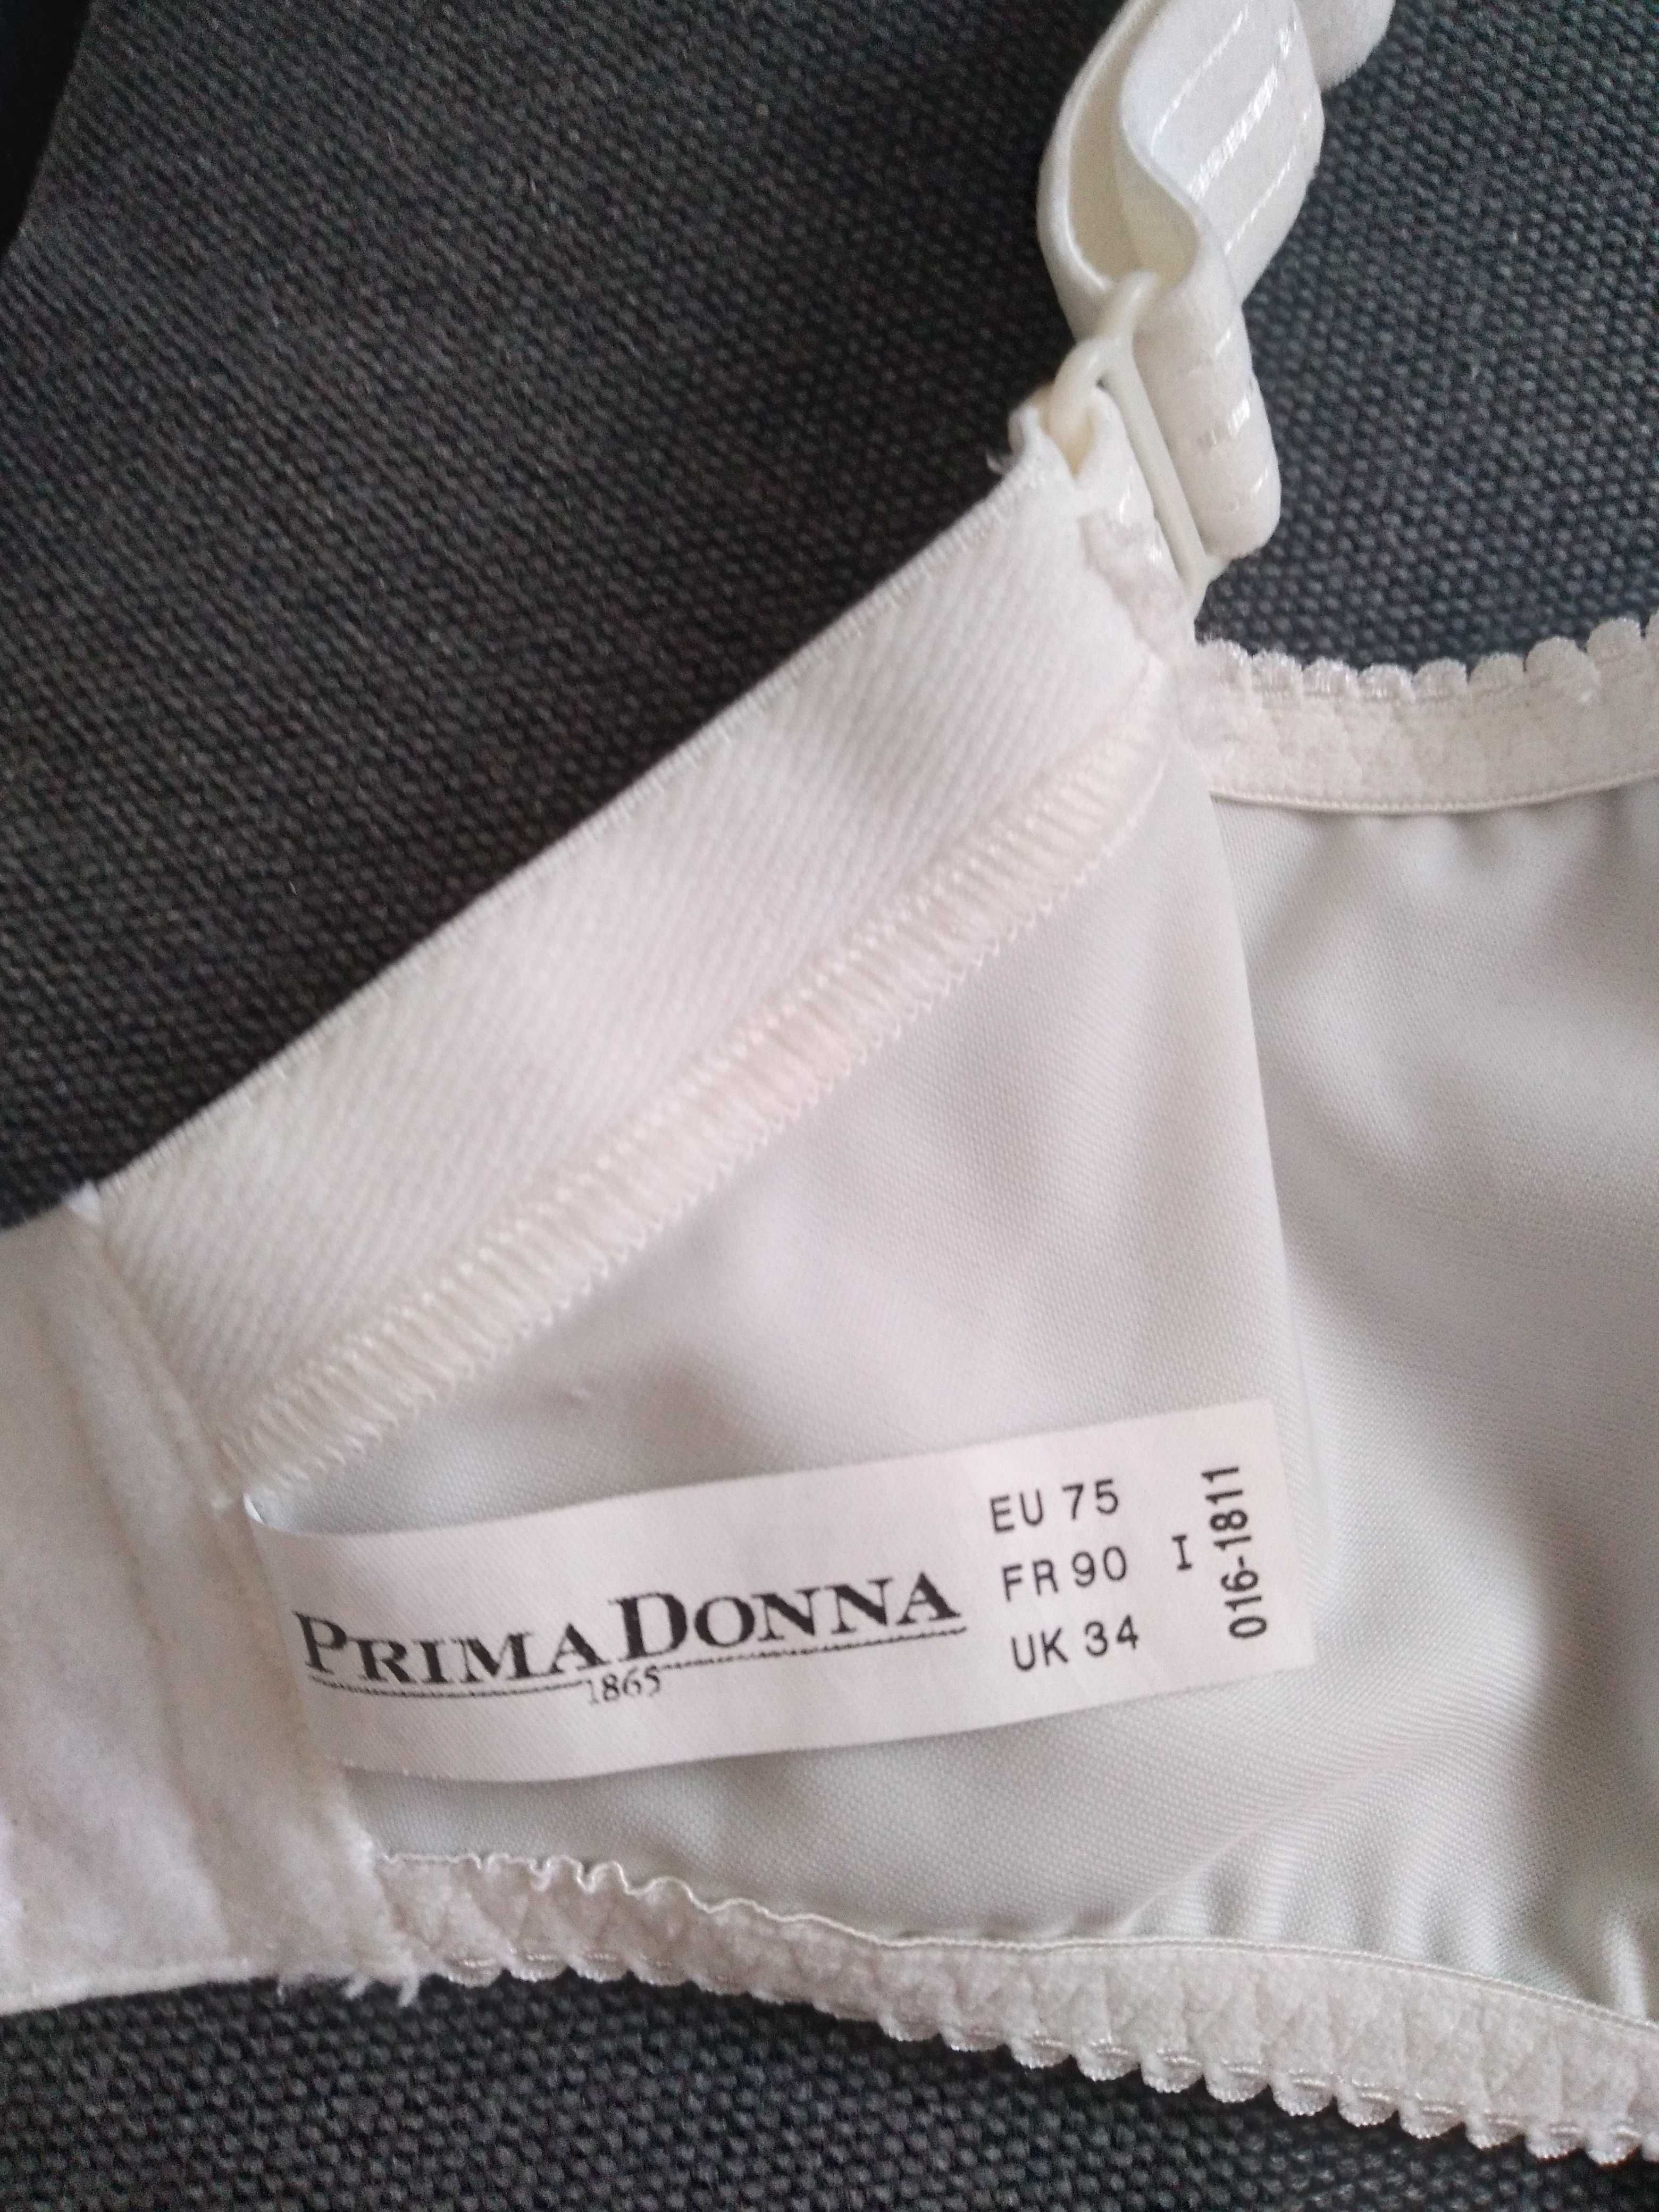 PRIMADONNA
1865
EU 75
FR 90 I
UK 34
016-1811